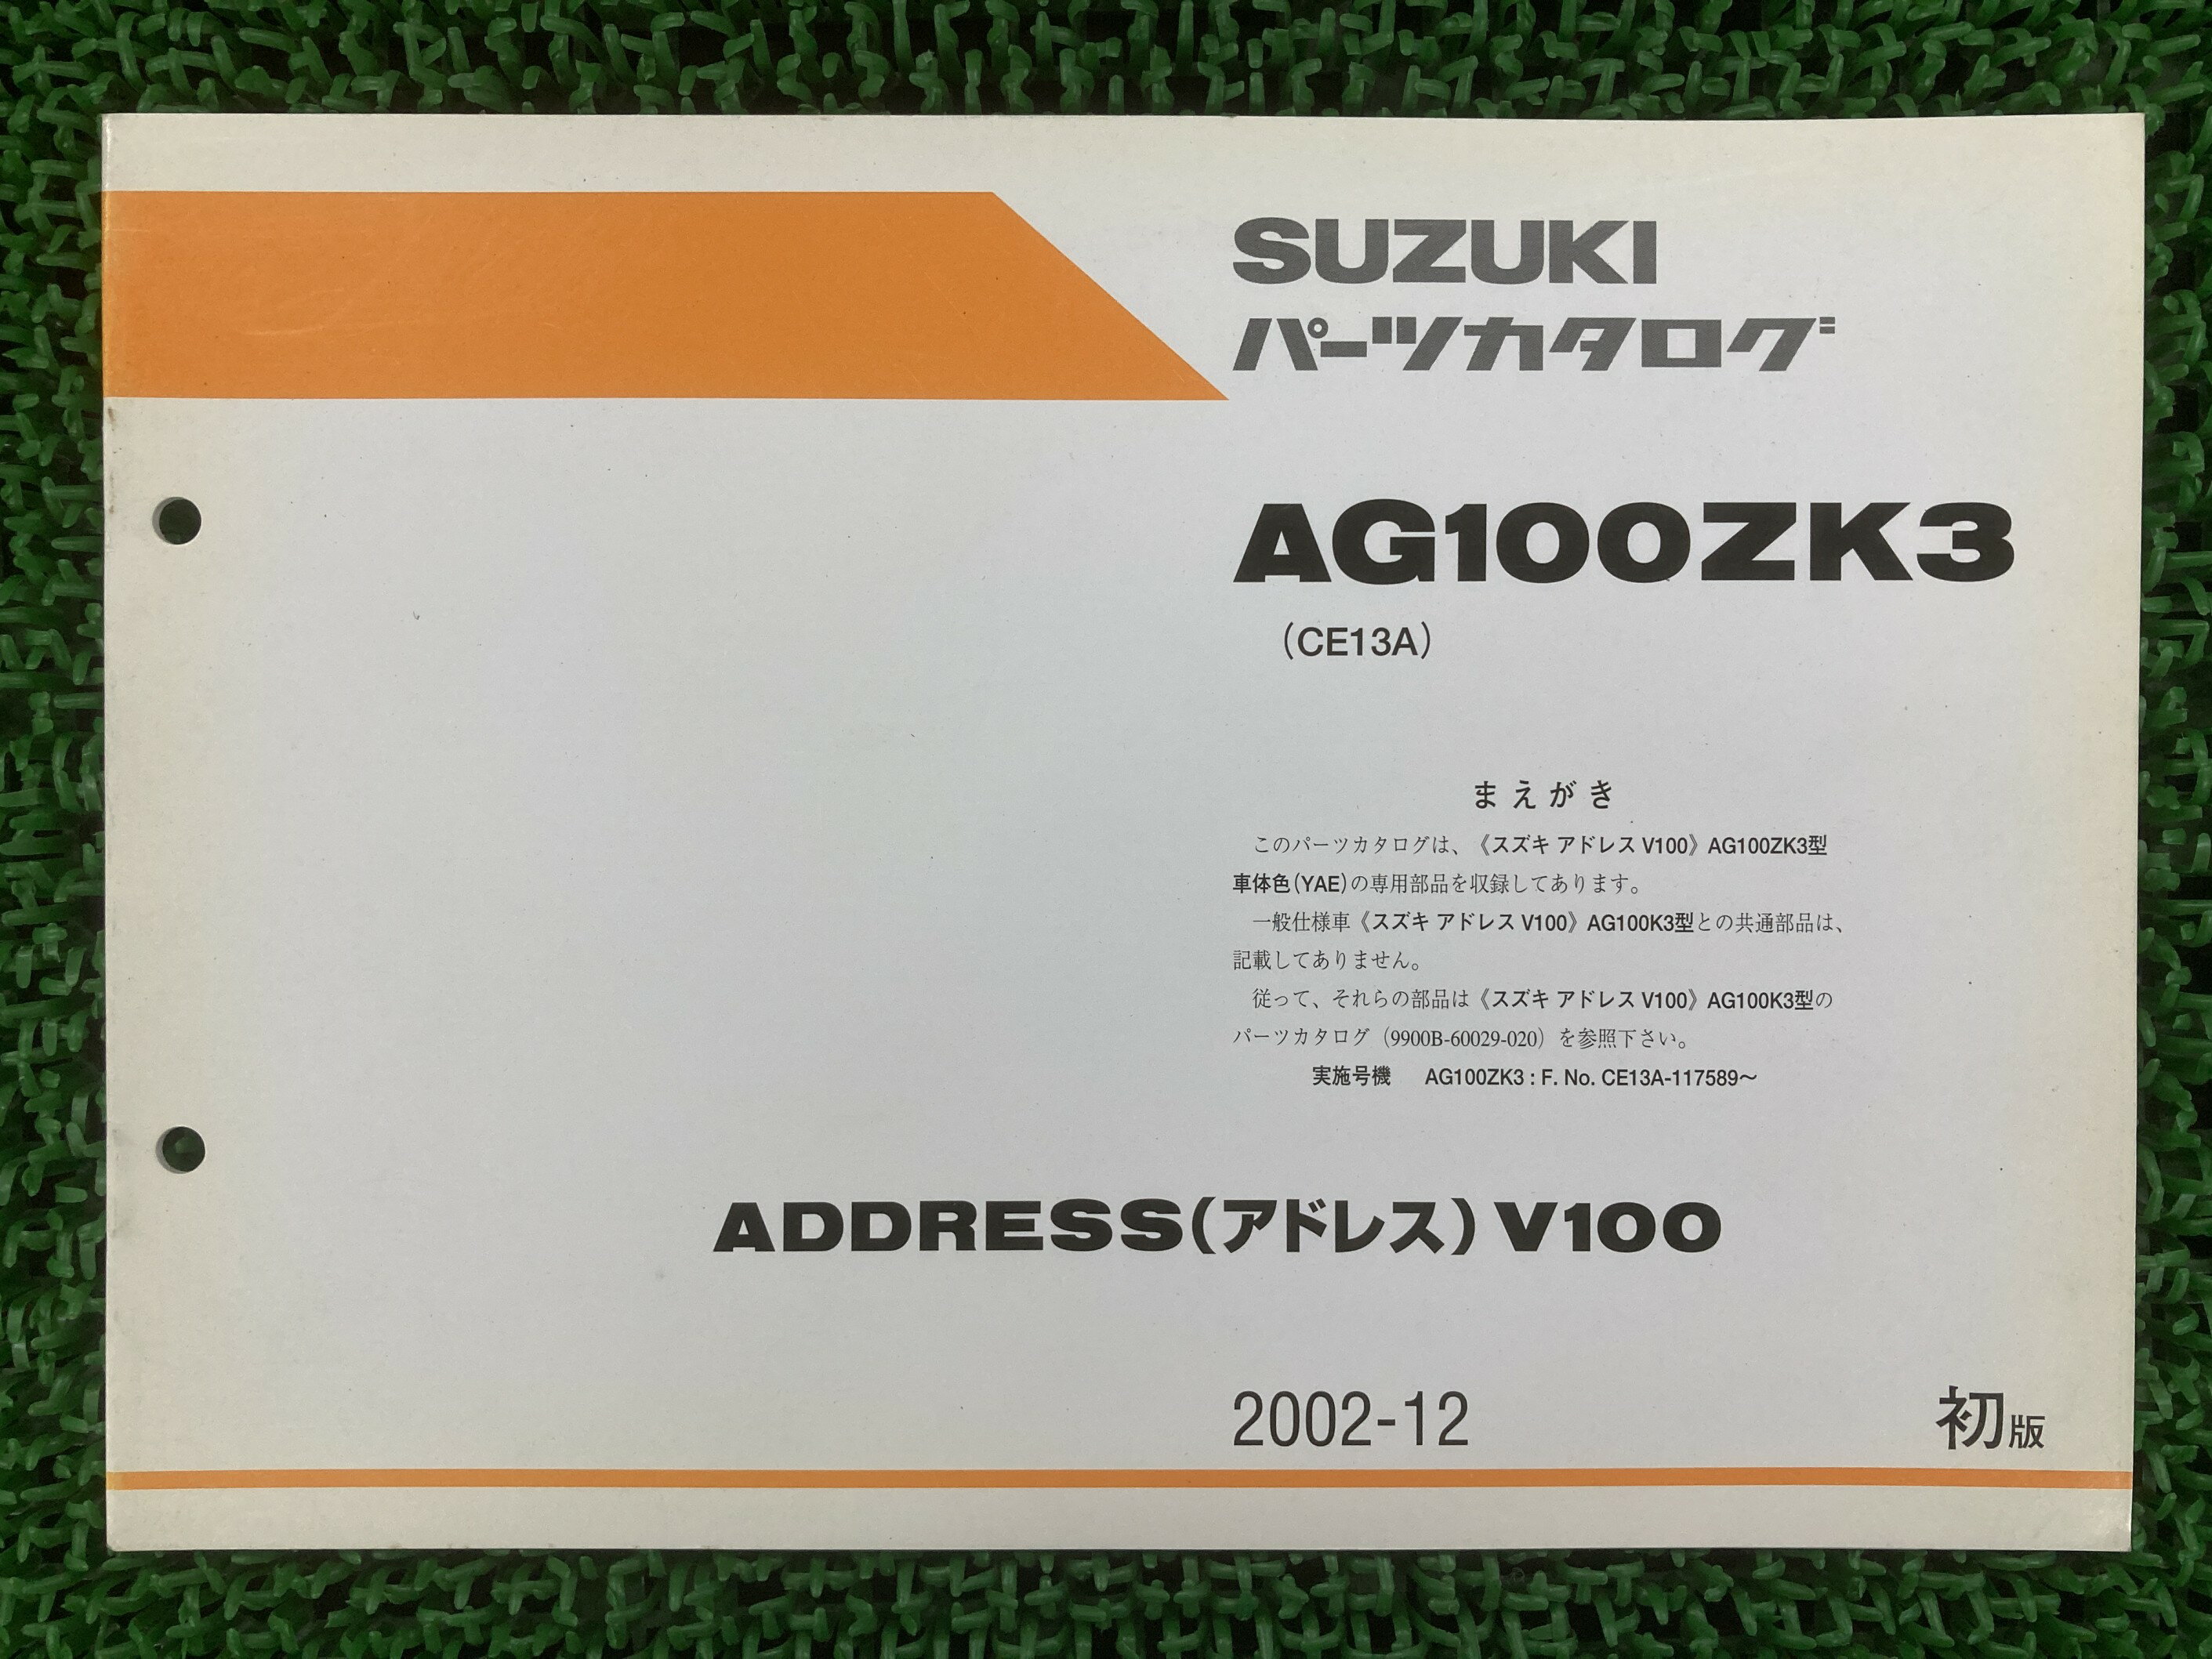 SUZUKI
パーツカタログ
AG100ZK3
（CE13A）
まえがき
このパーツカタログは、《スズキ アドレス V100》AG100ZK3型
車体色（YAE）の専用部品を収録してあります。
一般仕様車《スズキ アドレス V100》AG100K3型との共通部品は、
記載してありません。
従って、それらの部品は《スズキ アドレス V100》AG100K3型の
パーツカタログ（9900B-60029-020）を参照下さい。
実施号機　AG100ZK3 : F. No. CE13A-117589〜
ADDRESS（アドレス）V100
2002-12
初版